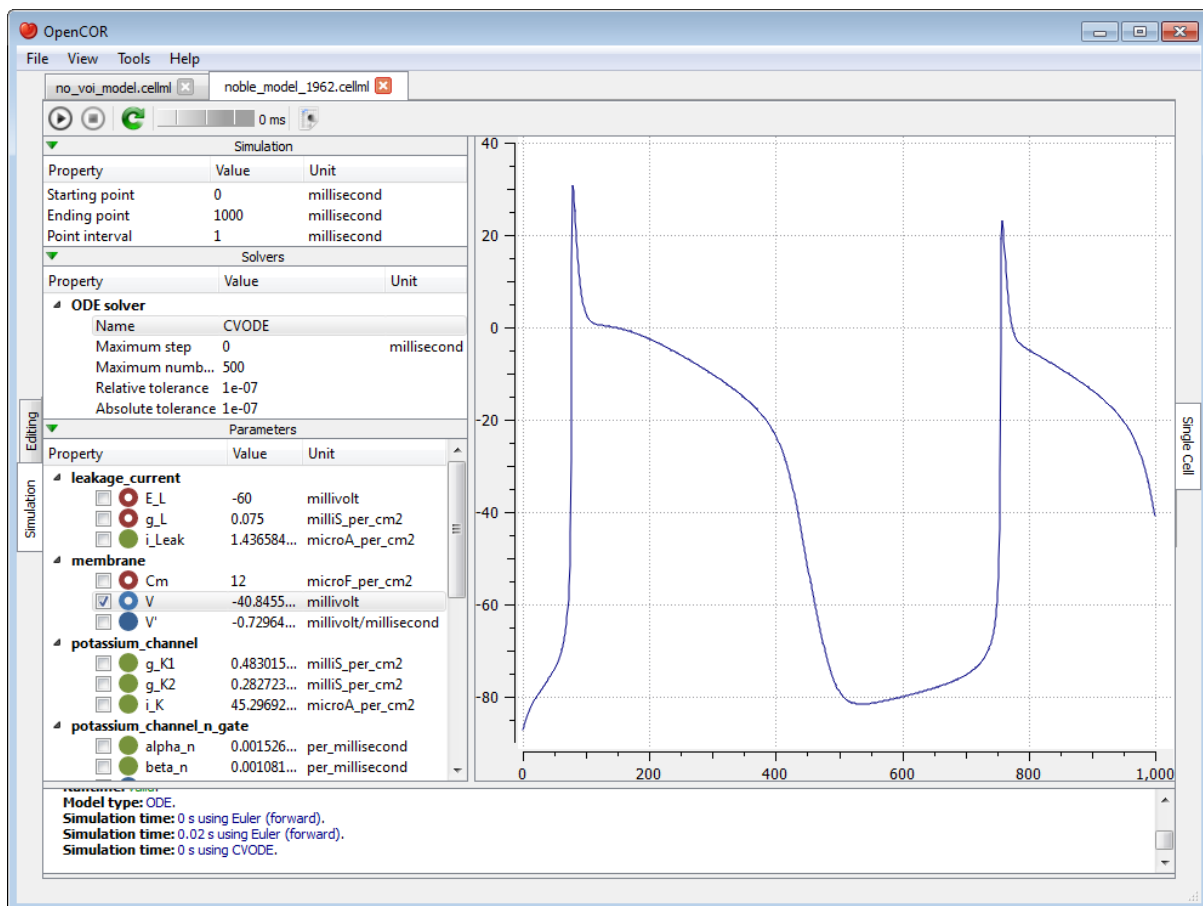 OpenCOR
File View Tools Help
no_voi_model.cellml noble_model_1962.cellml
0 ms
Simulation
Property Value Unit
Starting point 0 millisecond
Ending point 1000 millisecond
Point interval 1 millisecond
Solvers
Property Value Unit
ODE solver
Name CVODE
Maximum step 0 millisecond
Maximum numb... 500
Relative tolerance 1e-07
Absolute tolerance 1e-07
Parameters
Property Value Unit
leakage_current
E_L -60 millivolt
g_L 0.075 milliS_per_cm2
i_Leak 1.436584... microA_per_cm2
membrane
Cm 12 microF_per_cm2
V -40.8455... millivolt
V' -0.72964... millivolt/millisecond
potassium_channel
g_K1 0.483015... milliS_per_cm2
g_K2 0.282723... milliS_per_cm2
i_K 45.29692... microA_per_cm2
potassium_channel_n_gate
alpha_n 0.001526... per_millisecond
beta_n 0.001081... per_millisecond
Editing
Simulation
40
20
0
-20
-40
-60
-80
0 200 400 600 800 1,000
Single Cell
Model type: ODE.
Simulation time: 0 s using Euler (forward).
Simulation time: 0.02 s using Euler (forward).
Simulation time: 0 s using CVODE.